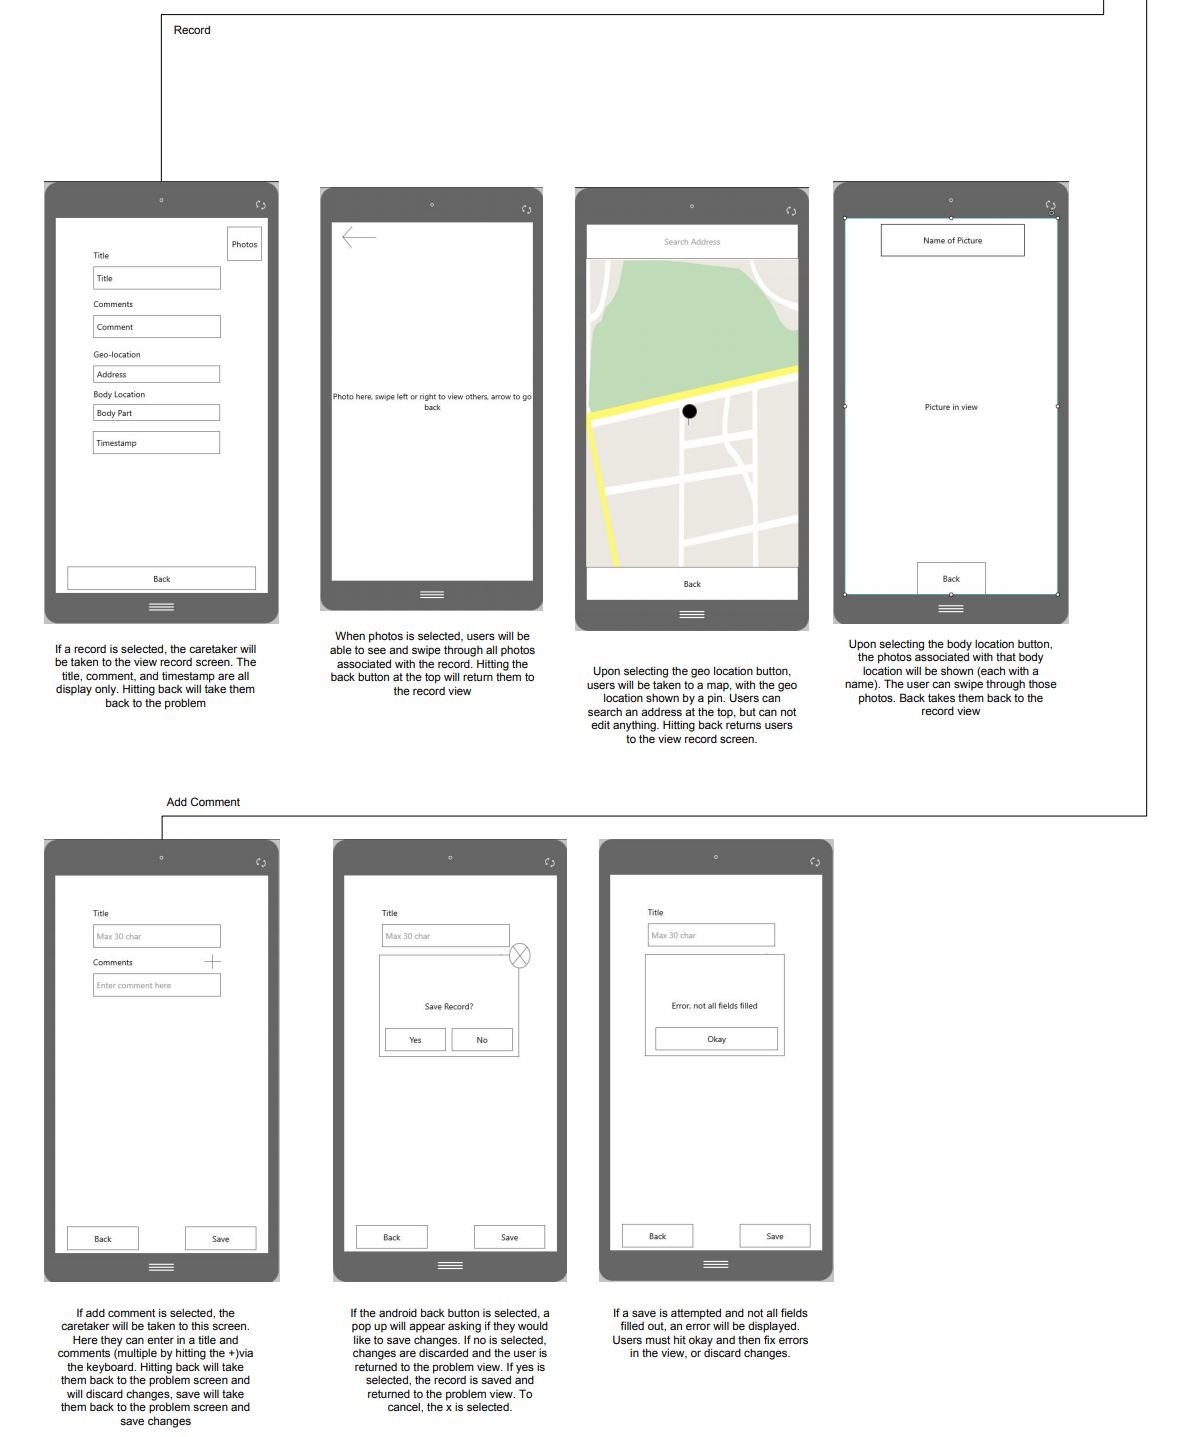 Record
Photos
Title
Title
Comments
Comment
Geo-location
Address
Body Location
Body Part
Timestamp
Back
If a record is selected, the caretaker will
be taken to the view record screen. The
title, comment, and timestamp are all
display only. Hitting back will take them
back to the problem
Photo here, swipe left or right to view others, arrow to go
back
When photos is selected, users will be
able to see and swipe through all photos
associated with the record. Hitting the
back button at the top will return them to
the record view
Search Address
Back
Upon selecting the geo location button,
users will be taken to a map, with the geo
location shown by a pin. Users can
search an address at the top, but can not
edit anything. Hitting back returns users
to the view record screen.
Name of Picture
Picture in view
Back
Upon selecting the body location button,
the photos associated with that body
location will be shown (each with a
name). The user can swipe through those
photos. Back takes them back to the
record view
Add Comment
Title
Max 30 char
Comments
Enter comment here
Back
Save
If add comment is selected, the
caretaker will be taken to this screen.
Here they can enter in a title and
comments (multiple by hitting the +)via
the keyboard. Hitting back will take
them back to the problem screen and
will discard changes, save will take
them back to the problem screen and
save changes
Title
Max 30 char
Save Record?
Yes
No
Back
Save
If the android back button is selected, a
pop up will appear asking if they would
like to save changes. If no is selected,
changes are discarded and the user is
returned to the problem view. If yes is
selected, the record is saved and
returned to the problem view. To
cancel, the x is selected.
Title
Max 30 char
Error, not all fields filled
Okay
Back
Save
If a save is attempted and not all fields
filled out, an error will be displayed.
Users must hit okay and then fix errors
in the view, or discard changes.